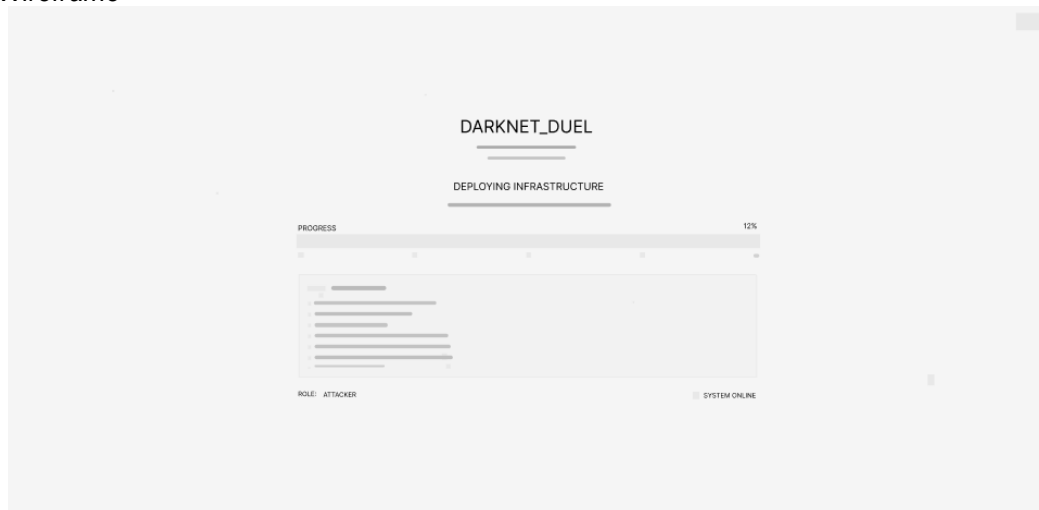 Wireframe
DARKNET_DUEL
DEPLOYING INFRASTRUCTURE
PROGRESS 12%
ROLE: ATTACKER SYSTEM ONLINE